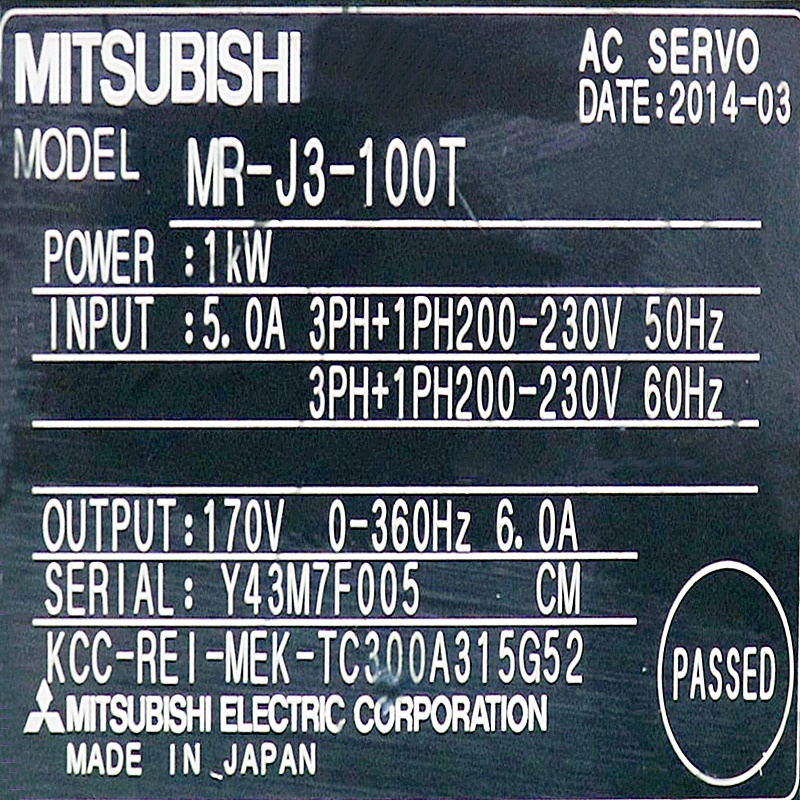 MITSUBISHI
AC SERVO
DATE:2014-03
MODEL MR-J3-100T
POWER :1kW
INPUT :5.0A 3PH+1PH200-230V 50Hz
3PH+1PH200-230V 60Hz
OUTPUT:170V 0-360Hz 6.0A
SERIAL: Y43M7F005 CM
KCC-REI-MEK-TC300A315G52
PASSED
MITSUBISHI ELECTRIC CORPORATION
MADE IN JAPAN